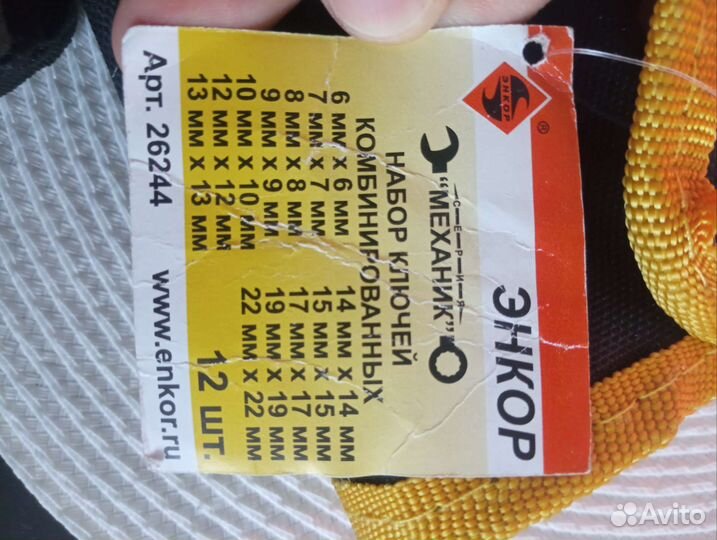 ЭНКОР
®
ЭНКОР
СЕРИЯ
"МЕХАНИК"
НАБОР КЛЮЧЕЙ
КОМБИНИРОВАННЫХ
6 ММ Х 6 ММ 14 ММ Х 14 ММ
7 ММ Х 7 ММ 15 ММ Х 15 ММ
8 ММ Х 8 ММ 17 ММ Х 17 ММ
9 ММ Х 9 ММ 19 ММ Х 19 ММ
10 ММ Х 10 ММ 22 ММ Х 22 ММ
12 ММ Х 12 ММ
13 ММ Х 13 ММ 12 ШТ.
Арт. 26244 www.enkor.ru
Avito